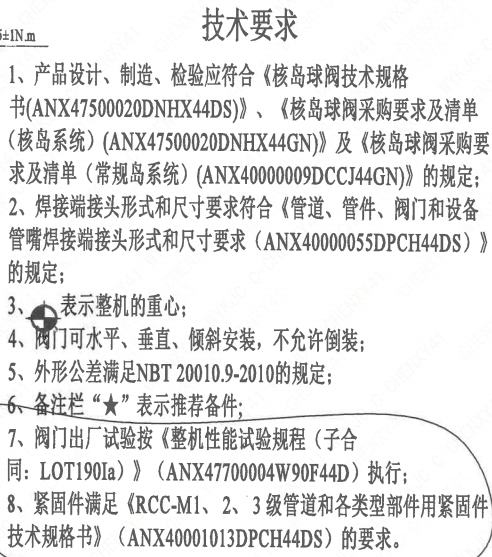 5±1N.m
技术要求
1、产品设计、制造、检验应符合《核岛球阀技术规格
书(ANX47500020DNHX44DS)》、《核岛球阀采购要求及清单
(核岛系统) (ANX47500020DNHX44GN)》及《核岛球阀采购要
求及清单（常规岛系统) (ANX40000009DCCJ44GN)》的规定；
2、焊接端接头形式和尺寸要求符合《管道、管件、阀门和设备
管嘴焊接端接头形式和尺寸要求（ANX40000055DPCH44DS）》
的规定；
3、 表示整机的重心；
4、阀门可水平、垂直、倾斜安装，不允许倒装；
5、外形公差满足NBT 20010.9-2010的规定；
6、备注栏“★”表示推荐备件；
7、阀门出厂试验按《整机性能试验规程（子合
同：LOT190Ia）》（ANX47700004W90F44D）执行；
8、紧固件满足《RCC-M1、2、3级管道和各类型部件用紧固件
技术规格书》（ANX40001013DPCH44DS）的要求。